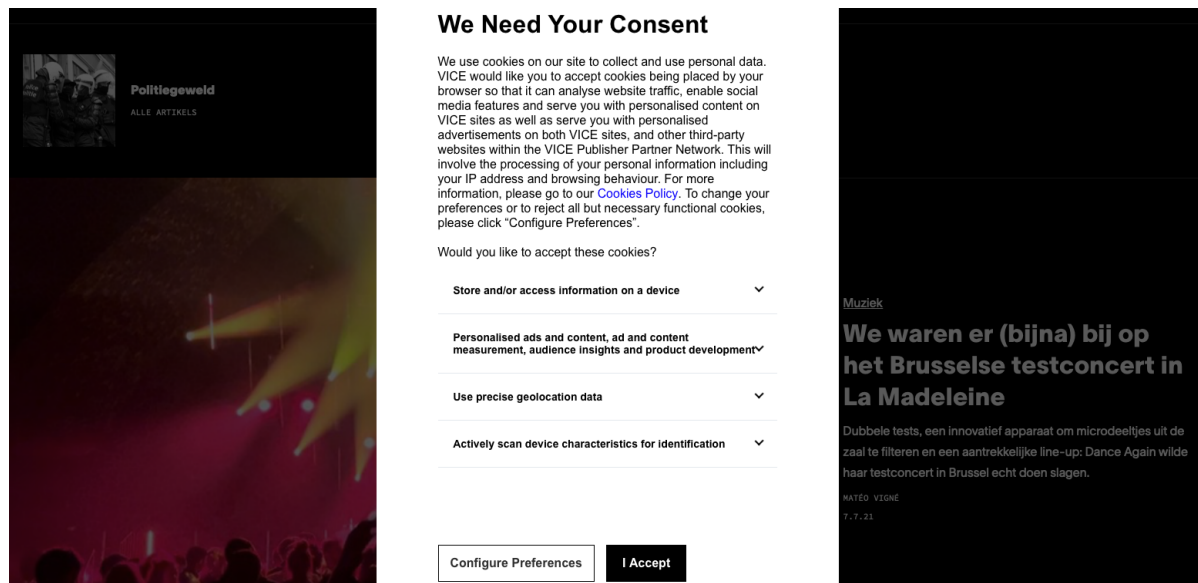 Politiegeweld
ALLE ARTIKELS
We Need Your Consent
We use cookies on our site to collect and use personal data.
VICE would like you to accept cookies being placed by your
browser so that it can analyse website traffic, enable social
media features and serve you with personalised content on
VICE sites as well as serve you with personalised
advertisements on both VICE sites, and other third-party
websites within the VICE Publisher Partner Network. This will
involve the processing of your personal information including
your IP address and browsing behaviour. For more
information, please go to our Cookies Policy. To change your
preferences or to reject all but necessary functional cookies,
please click “Configure Preferences”.
Would you like to accept these cookies?
Store and/or access information on a device
Personalised ads and content, ad and content
measurement, audience insights and product development
Use precise geolocation data
Actively scan device characteristics for identification
Configure Preferences
I Accept
Muziek
We waren er (bijna) bij op
het Brusselse testconcert in
La Madeleine
Dubbele tests, een innovatief apparaat om microdeeltjes uit de
zaal te filteren en een aantrekkelijke line-up: Dance Again wilde
haar testconcert in Brussel echt doen slagen.
MATÉO VIGNÉ
7.7.21